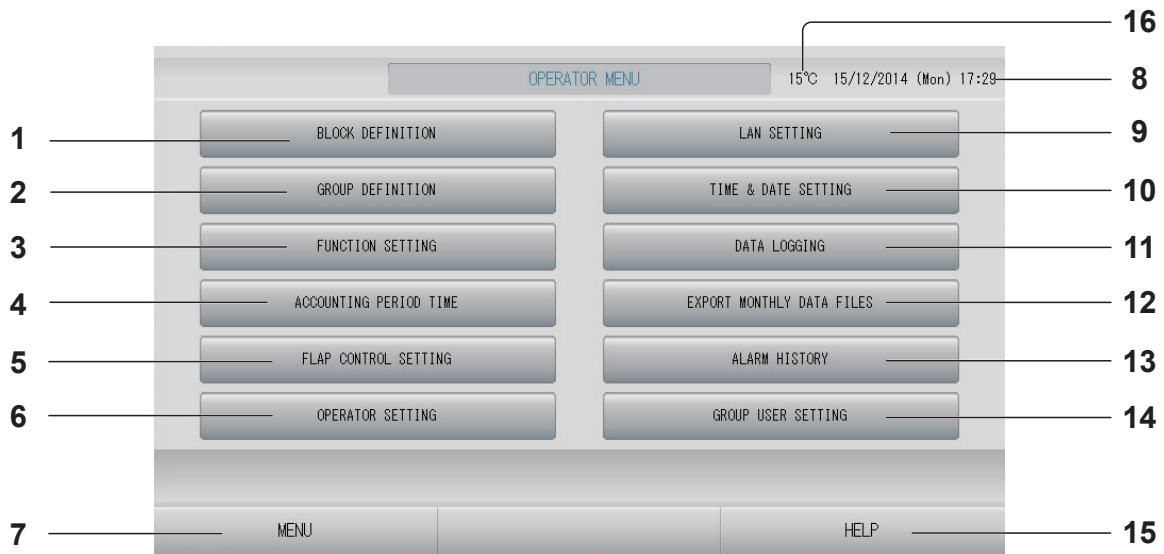 16
OPERATOR MENU 15°C 15/12/2014 (Mon) 17:29 8
1 BLOCK DEFINITION LAN SETTING 9
2 GROUP DEFINITION TIME & DATE SETTING 10
3 FUNCTION SETTING DATA LOGGING 11
4 ACCOUNTING PERIOD TIME EXPORT MONTHLY DATA FILES 12
5 FLAP CONTROL SETTING ALARM HISTORY 13
6 OPERATOR SETTING GROUP USER SETTING 14
7 MENU HELP 15